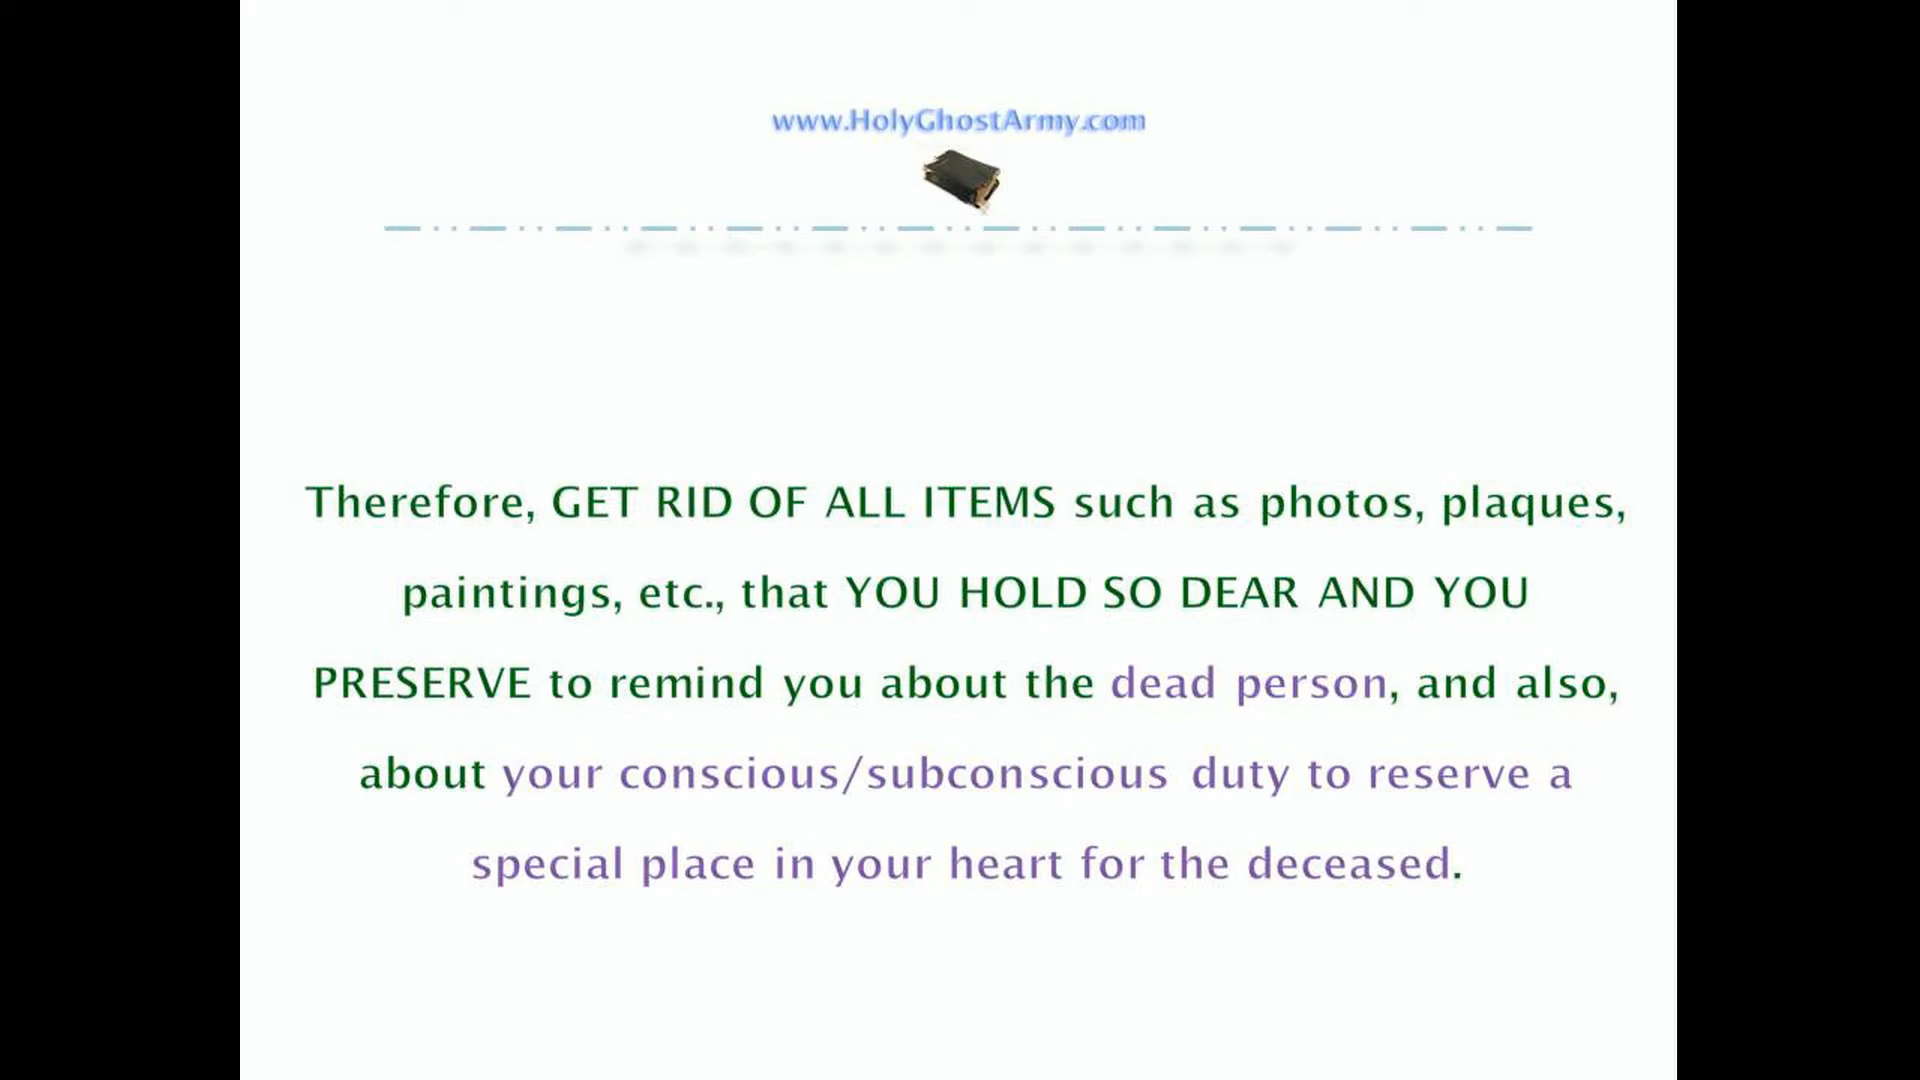 www.HolyGhostArmy.com
Therefore, GET RID OF ALL ITEMS such as photos, plaques,
paintings, etc., that YOU HOLD SO DEAR AND YOU
PRESERVE to remind you about the dead person, and also,
about your conscious/subconscious duty to reserve a
special place in your heart for the deceased.